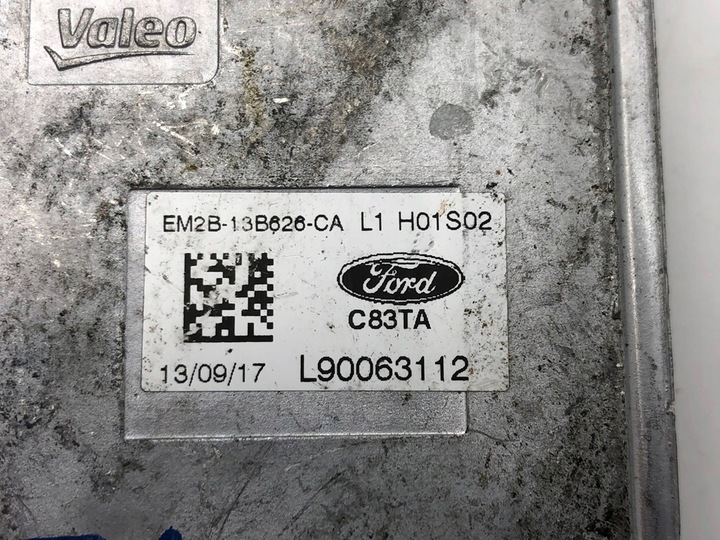 Valeo
EM2B-13B626-CA L1 H01S02
Ford
C83TA
13/09/17 L90063112